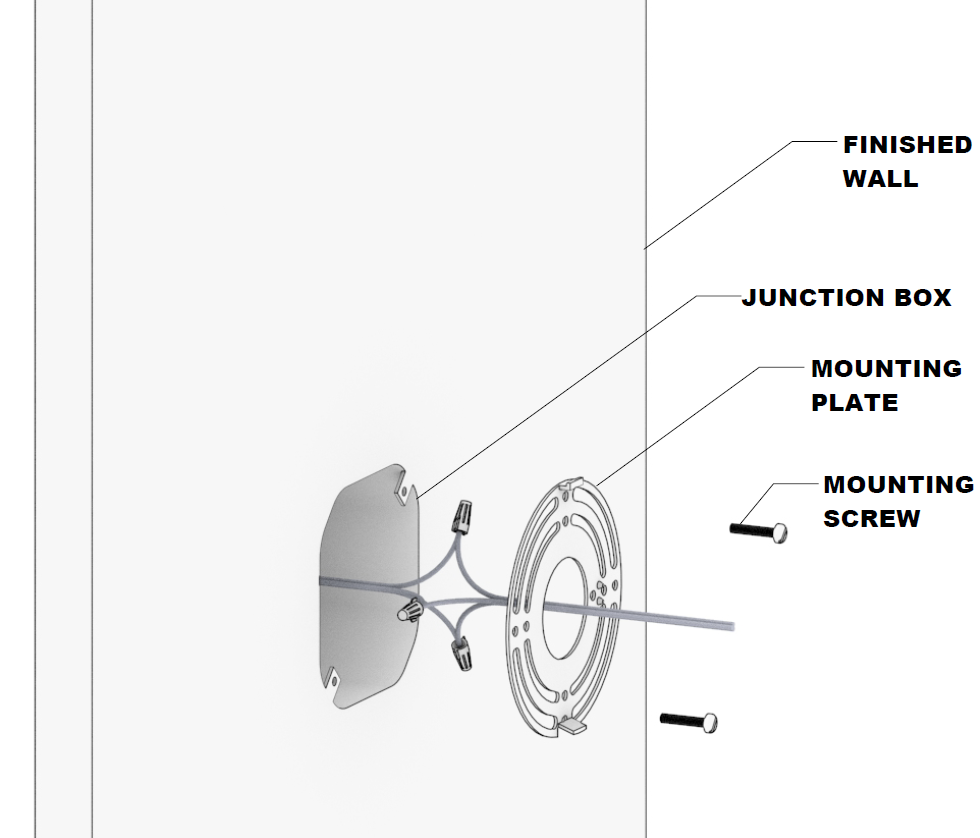 FINISHED
WALL
JUNCTION BOX
MOUNTING
PLATE
MOUNTING
SCREW